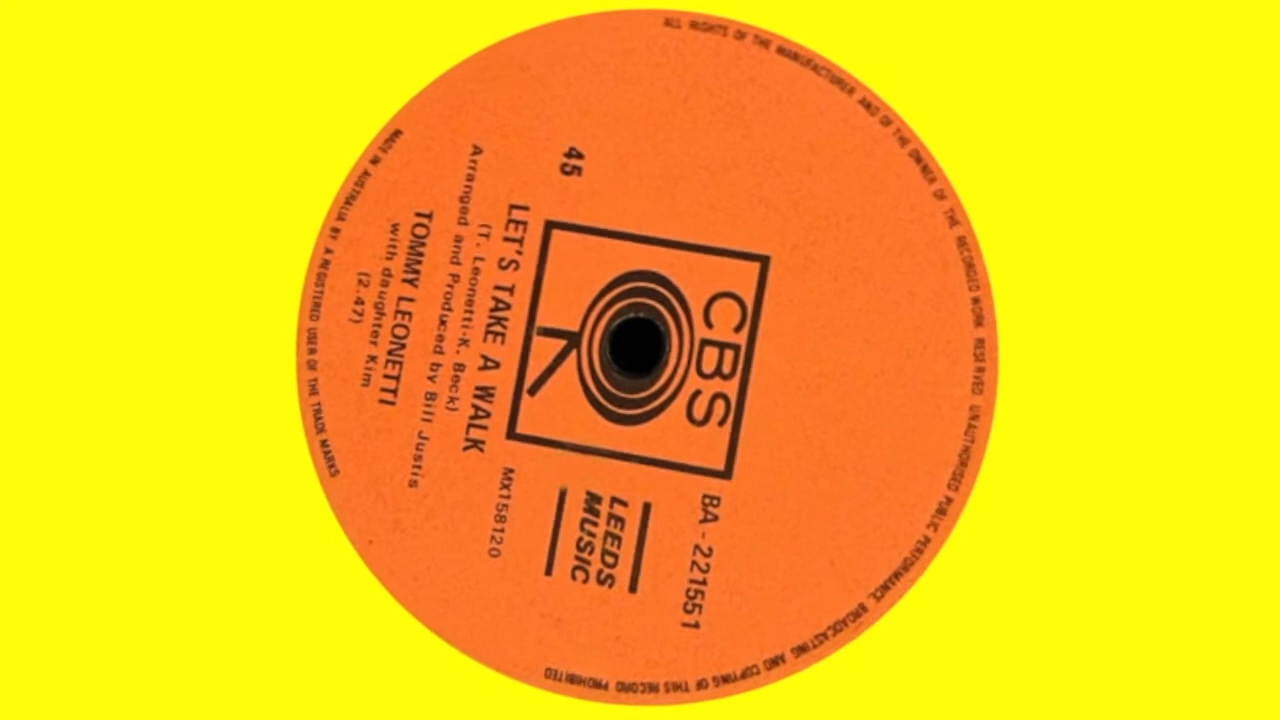 ALL RIGHTS OF THE MANUFACTURER AND OF THE OWNER OF THE RECORDED WORK RESERVED. UNAUTHORISED PUBLIC PERFORMANCE, BROADCASTING AND COPYING OF THIS RECORD PROHIBITED
CBS
BA - 221551
45
LEEDS
MUSIC
MX158120
LET'S TAKE A WALK
(T. Leonetti-K. Beck)
Arranged and Produced by Bill Justis
TOMMY LEONETTI
with daughter Kim
(2.47)
MADE IN AUSTRALIA BY A REGISTERED USER OF THE TRADE MARKS